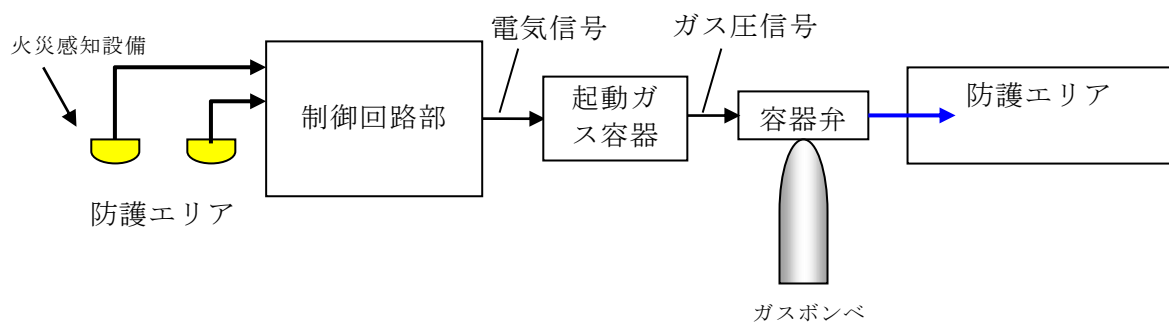 電気信号
ガス圧信号
火災感知設備
制御回路部
起動ガ
ス容器
容器弁
防護エリア
防護エリア
ガスボンベ